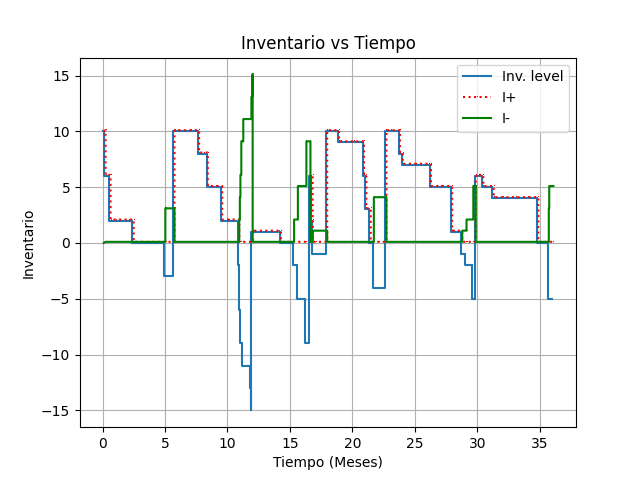 Inventario vs Tiempo
Inv. level
I+
I-
15
10
5
0
−5
−10
−15
Inventario
0 5 10 15 20 25 30 35
Tiempo (Meses)